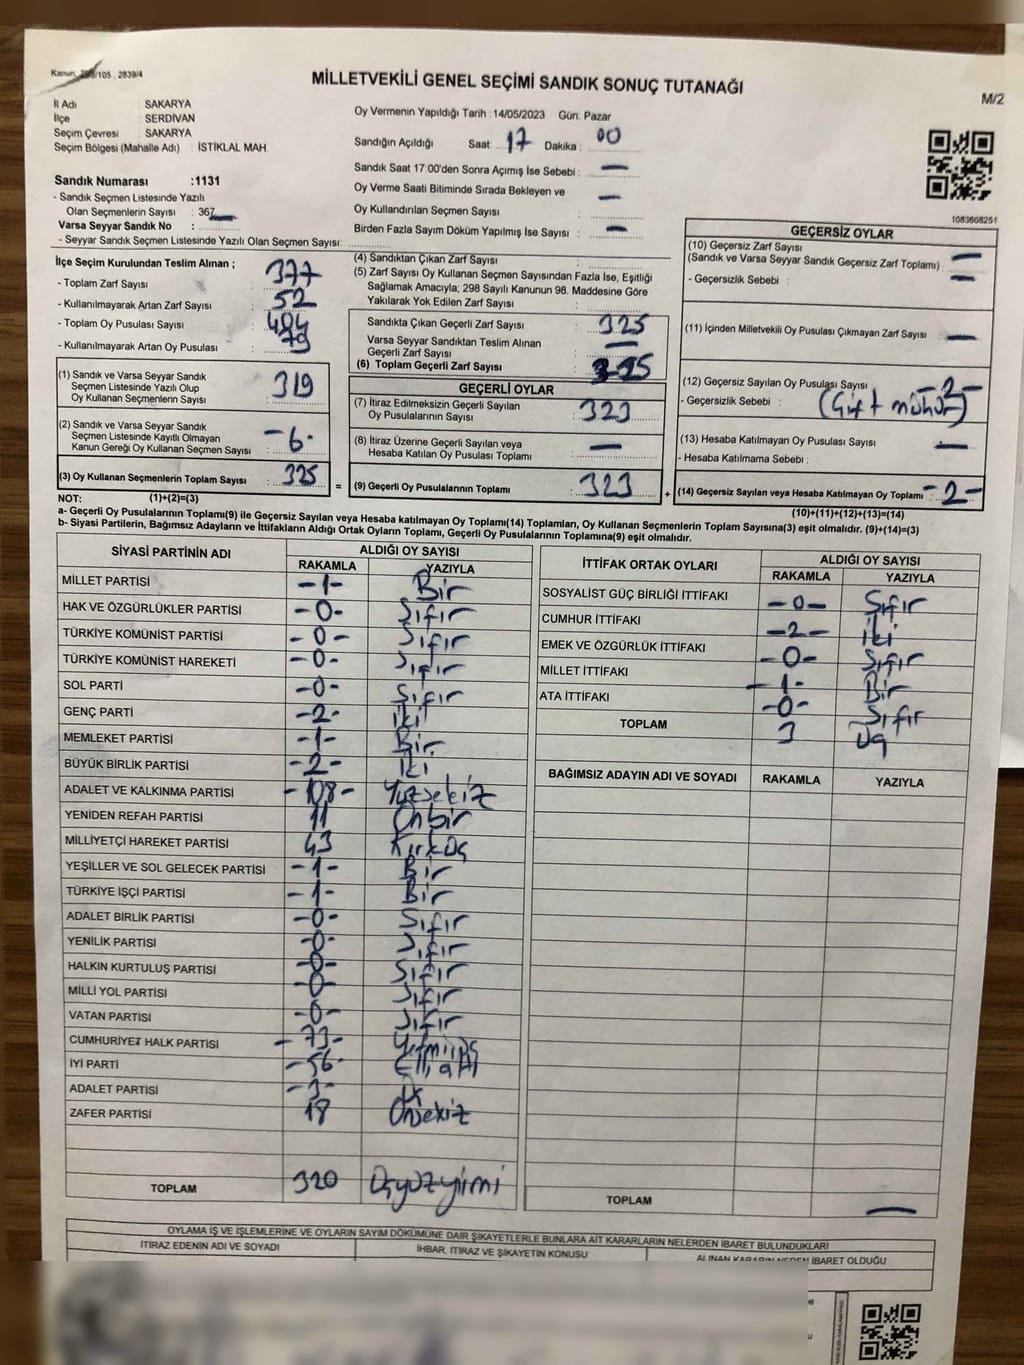 Kanun, 298/105 , 2839/4
MİLLETVEKİLİ GENEL SEÇİMİ SANDIK SONUÇ TUTANAĞI
M/2
İl Adı : SAKARYA
İlçe : SERDİVAN
Seçim Çevresi : SAKARYA
Seçim Bölgesi (Mahalle Adı) : İSTİKLAL MAH.
Sandık Numarası :1131
- Sandık Seçmen Listesinde Yazılı
Olan Seçmenlerin Sayısı : 367
Varsa Seyyar Sandık No :
- Seyyar Sandık Seçmen Listesinde Yazılı Olan Seçmen Sayısı:
Oy Vermenin Yapıldığı Tarih :14/05/2023 Gün: Pazar
Sandığın Açıldığı Saat: 17 Dakika : 00
Sandık Saat 17:00'den Sonra Açımış İse Sebebi : —
Oy Verme Saati Bitiminde Sırada Bekleyen ve
Oy Kullandırılan Seçmen Sayısı : —
Birden Fazla Sayım Döküm Yapılmış İse Sayısı : —
1083608251
İlçe Seçim Kurulundan Teslim Alınan ;
- Toplam Zarf Sayısı : 377
- Kullanılmayarak Artan Zarf Sayısı : 52
- Toplam Oy Pusulası Sayısı : 404
- Kullanılmayarak Artan Oy Pusulası : 79
(1) Sandık ve Varsa Seyyar Sandık
Seçmen Listesinde Yazılı Olup
Oy Kullanan Seçmenlerin Sayısı : 319
(2) Sandık ve Varsa Seyyar Sandık
Seçmen Listesinde Kayıtlı Olmayan
Kanun Gereği Oy Kullanan Seçmen Sayısı : -6-
(3) Oy Kullanan Seçmenlerin Toplam Sayısı : 325
(4) Sandıktan Çıkan Zarf Sayısı :
(5) Zarf Sayısı Oy Kullanan Seçmen Sayısından Fazla İse, Eşitliği
Sağlamak Amacıyla; 298 Sayılı Kanunun 98. Maddesine Göre
Yakılarak Yok Edilen Zarf Sayısı :
Sandıkta Çıkan Geçerli Zarf Sayısı : 325
Varsa Seyyar Sandıktan Teslim Alınan
Geçerli Zarf Sayısı : —
(6) Toplam Geçerli Zarf Sayısı : 325
GEÇERLİ OYLAR
(7) İtiraz Edilmeksizin Geçerli Sayılan
Oy Pusulalarının Sayısı : 323
(8) İtiraz Üzerine Geçerli Sayılan veya
Hesaba Katılan Oy Pusulası Toplamı : —
= (9) Geçerli Oy Pusulalarının Toplamı : 323
GEÇERSİZ OYLAR
(10) Geçersiz Zarf Sayısı
(Sandık ve Varsa Seyyar Sandık Geçersiz Zarf Toplamı) : —
- Geçersizlik Sebebi : —
(11) İçinden Milletvekili Oy Pusulası Çıkmayan Zarf Sayısı : —
(12) Geçersiz Sayılan Oy Pusulası Sayısı : -2-
- Geçersizlik Sebebi : (Çift mühür)
(13) Hesaba Katılmayan Oy Pusulası Sayısı : —
- Hesaba Katılmama Sebebi :
+ (14) Geçersiz Sayılan veya Hesaba Katılmayan Oy Toplamı : -2-
NOT: (1)+(2)=(3)
(10)+(11)+(12)+(13)=(14)
a- Geçerli Oy Pusulası Toplamı(9) ile Geçersiz Sayılan veya Hesaba katılmayan Oy Toplamı(14) Toplamları, Oy Kullanan Seçmenlerin Toplam Sayısına(3) eşit olmalıdır. (9)+(14)=(3)
b- Siyasi Partilerin, Bağımsız Adayların ve İttifakların Aldığı Ortak Oyların Toplamı, Geçerli Oy Pusulalarının Toplamına(9) eşit olmalıdır.
SİYASİ PARTİNİN ADI ALDIĞI OY SAYISI
RAKAMLA YAZIYLA
MİLLET PARTİSİ -1- Bir
HAK VE ÖZGÜRLÜKLER PARTİSİ -0- Sıfır
TÜRKİYE KOMÜNİST PARTİSİ -0- Sıfır
TÜRKİYE KOMÜNİST HAREKETİ -0- Sıfır
SOL PARTİ -0- Sıfır
GENÇ PARTİ -2- İki
MEMLEKET PARTİSİ -1- Bir
BÜYÜK BİRLİK PARTİSİ -2- İki
ADALET VE KALKINMA PARTİSİ -108- Yüzsekiz
YENİDEN REFAH PARTİSİ 11 Onbir
MİLLİYETÇİ HAREKET PARTİSİ 43 Kırküç
YEŞİLLER VE SOL GELECEK PARTİSİ -1- Bir
TÜRKİYE İŞÇİ PARTİSİ -1- Bir
ADALET BİRLİK PARTİSİ -0- Sıfır
YENİLİK PARTİSİ -0- Sıfır
HALKIN KURTULUŞ PARTİSİ -0- Sıfır
MİLLİ YOL PARTİSİ -0- Sıfır
VATAN PARTİSİ -0- Sıfır
CUMHURİYET HALK PARTİSİ -73- Yetmişüç
İYİ PARTİ -56- Elli altı
ADALET PARTİSİ -3- Üç
ZAFER PARTİSİ 18 Onsekiz
TOPLAM 320 Üçyüzyirmi
İTTİFAK ORTAK OYLARI ALDIĞI OY SAYISI
RAKAMLA YAZIYLA
SOSYALİST GÜÇ BİRLİĞİ İTTİFAKI -0- Sıfır
CUMHUR İTTİFAKI -2- İki
EMEK VE ÖZGÜRLÜK İTTİFAKI -0- Sıfır
MİLLET İTTİFAKI -1- Bir
ATA İTTİFAKI -0- Sıfır
TOPLAM 3 Üç
BAĞIMSIZ ADAYIN ADI VE SOYADI RAKAMLA YAZIYLA
TOPLAM —
OYLAMA İŞ VE İŞLEMLERİNE VE OYLARIN SAYIM DÖKÜMÜNE DAİR ŞİKAYETLERLE BUNLARA AİT KARARLARIN NELERDEN İBARET BULUNDUKLARI
İTİRAZ EDENİN ADI VE SOYADI İHBAR, İTİRAZ VE ŞİKAYETİN KONUSU ALINAN KARARIN NEDEN İBARET OLDUĞU